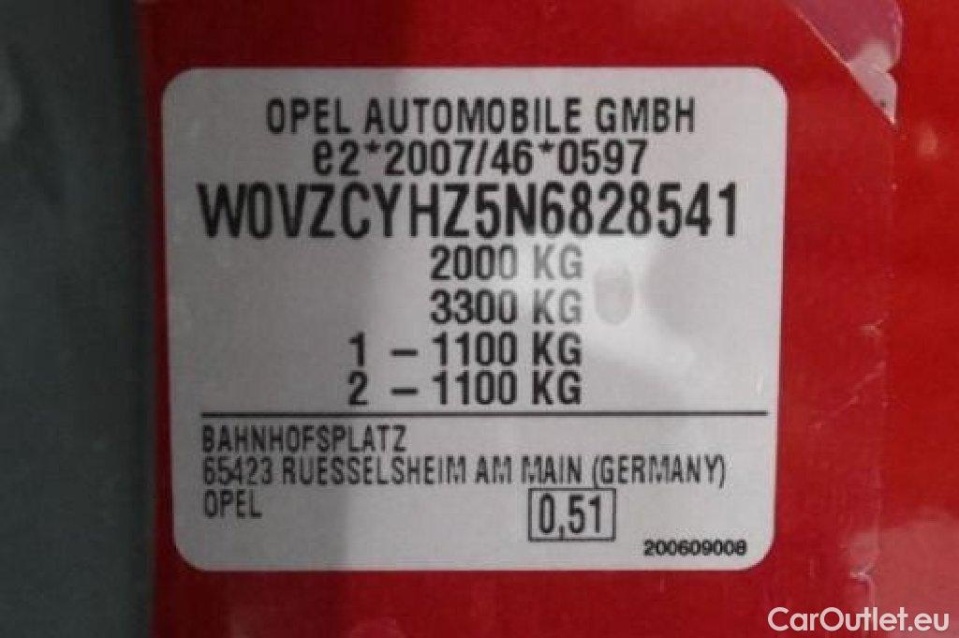 OPEL AUTOMOBILE GMBH
e2*2007/46*0597
W0VZCYHZ5N6828541
2000 KG
3300 KG
1 – 1100 KG
2 – 1100 KG
BAHNHOFSPLATZ
65423 RUESSELSHEIM AM MAIN (GERMANY)
OPEL
0,51
200609008
CarOutlet.eu